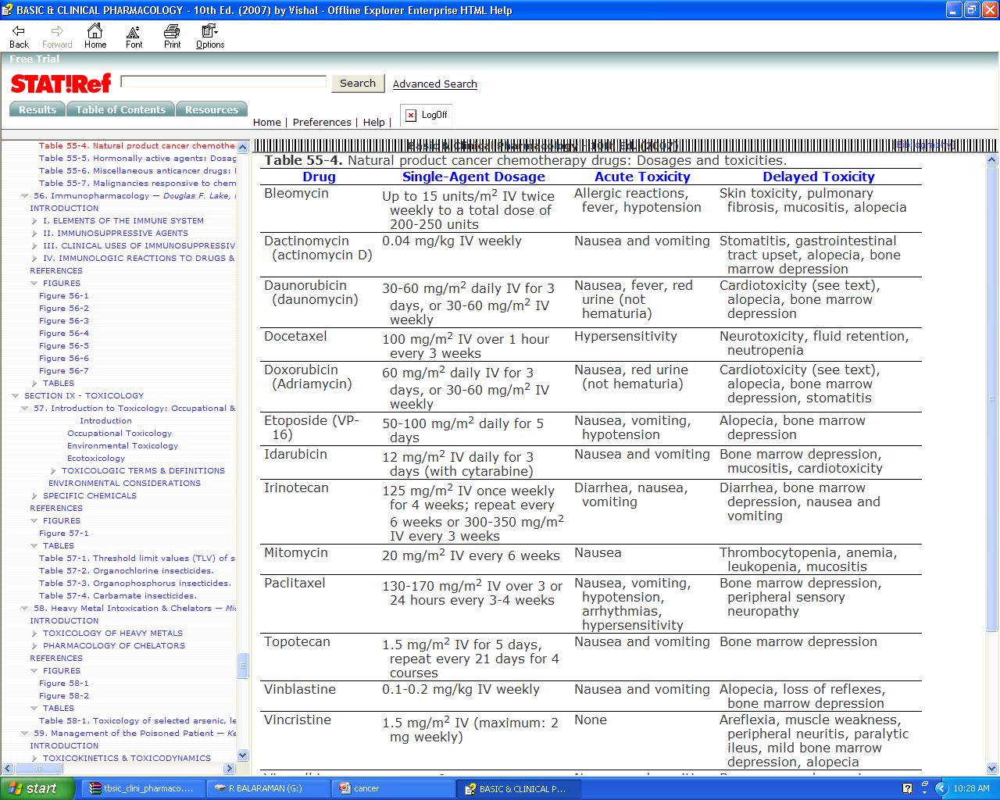 BASIC & CLINICAL PHARMACOLOGY - 10th Ed. (2007) by Vishal - Offline Explorer Enterprise HTML Help
Back Forward Home Font Print Options
Free Trial
STAT!Ref Search Advanced Search
Results Table of Contents Resources
Home | Preferences | Help | LogOff
Table 55-4. Natural product cancer chemothe
Table 55-5. Hormonally active agents: Dosag
Table 55-6. Miscellaneous anticancer drugs:
Table 55-7. Malignancies responsive to chem
56. Immunopharmacology — Douglas F. Lake,
INTRODUCTION
I. ELEMENTS OF THE IMMUNE SYSTEM
II. IMMUNOSUPPRESSIVE AGENTS
III. CLINICAL USES OF IMMUNOSUPPRESSIV
IV. IMMUNOLOGIC REACTIONS TO DRUGS &
REFERENCES
FIGURES
Figure 56-1
Figure 56-2
Figure 56-3
Figure 56-4
Figure 56-5
Figure 56-6
Figure 56-7
TABLES
SECTION IX - TOXICOLOGY
57. Introduction to Toxicology: Occupational &
Introduction
Occupational Toxicology
Environmental Toxicology
Ecotoxicology
TOXICOLOGIC TERMS & DEFINITIONS
ENVIRONMENTAL CONSIDERATIONS
SPECIFIC CHEMICALS
REFERENCES
FIGURES
Figure 57-1
TABLES
Table 57-1. Threshold limit values (TLV) of s
Table 57-2. Organochlorine insecticides.
Table 57-3. Organophosphorus insecticides.
Table 57-4. Carbamate insecticides.
58. Heavy Metal Intoxication & Chelators — Mi
INTRODUCTION
TOXICOLOGY OF HEAVY METALS
PHARMACOLOGY OF CHELATORS
REFERENCES
FIGURES
Figure 58-1
Figure 58-2
TABLES
Table 58-1. Toxicology of selected arsenic, le
59. Management of the Poisoned Patient — Ke
INTRODUCTION
TOXICOKINETICS & TOXICODYNAMICS
Basic & Clinical Pharmacology - 10th Ed. (2007) [Bibliography]
Table 55-4. Natural product cancer chemotherapy drugs: Dosages and toxicities.
Drug Single-Agent Dosage Acute Toxicity Delayed Toxicity
Bleomycin Up to 15 units/m² IV twice Allergic reactions, Skin toxicity, pulmonary
weekly to a total dose of fever, hypotension fibrosis, mucositis, alopecia
200-250 units
Dactinomycin 0.04 mg/kg IV weekly Nausea and vomiting Stomatitis, gastrointestinal
(actinomycin D) tract upset, alopecia, bone
marrow depression
Daunorubicin 30-60 mg/m² daily IV for 3 Nausea, fever, red Cardiotoxicity (see text),
(daunomycin) days, or 30-60 mg/m² IV urine (not alopecia, bone marrow
weekly hematuria) depression
Docetaxel 100 mg/m² IV over 1 hour Hypersensitivity Neurotoxicity, fluid retention,
every 3 weeks neutropenia
Doxorubicin 60 mg/m² daily IV for 3 Nausea, red urine Cardiotoxicity (see text),
(Adriamycin) days, or 30-60 mg/m² IV (not hematuria) alopecia, bone marrow
weekly depression, stomatitis
Etoposide (VP- 50-100 mg/m² daily for 5 Nausea, vomiting, Alopecia, bone marrow
16) days hypotension depression
Idarubicin 12 mg/m² IV daily for 3 Nausea and vomiting Bone marrow depression,
days (with cytarabine) mucositis, cardiotoxicity
Irinotecan 125 mg/m² IV once weekly Diarrhea, nausea, Diarrhea, bone marrow
for 4 weeks; repeat every vomiting depression, nausea and
6 weeks or 300-350 mg/m² vomiting
IV every 3 weeks
Mitomycin 20 mg/m² IV every 6 weeks Nausea Thrombocytopenia, anemia,
leukopenia, mucositis
Paclitaxel 130-170 mg/m² IV over 3 or Nausea, vomiting, Bone marrow depression,
24 hours every 3-4 weeks hypotension, peripheral sensory
arrhythmias, neuropathy
hypersensitivity
Topotecan 1.5 mg/m² IV for 5 days, Nausea and vomiting Bone marrow depression
repeat every 21 days for 4
courses
Vinblastine 0.1-0.2 mg/kg IV weekly Nausea and vomiting Alopecia, loss of reflexes,
bone marrow depression
Vincristine 1.5 mg/m² IV (maximum: 2 None Areflexia, muscle weakness,
mg weekly) peripheral neuritis, paralytic
ileus, mild bone marrow
depression, alopecia
start tbsic_clini_pharmaco.... R BALARAMAN (G:) cancer BASIC & CLINICAL P... 10:28 AM